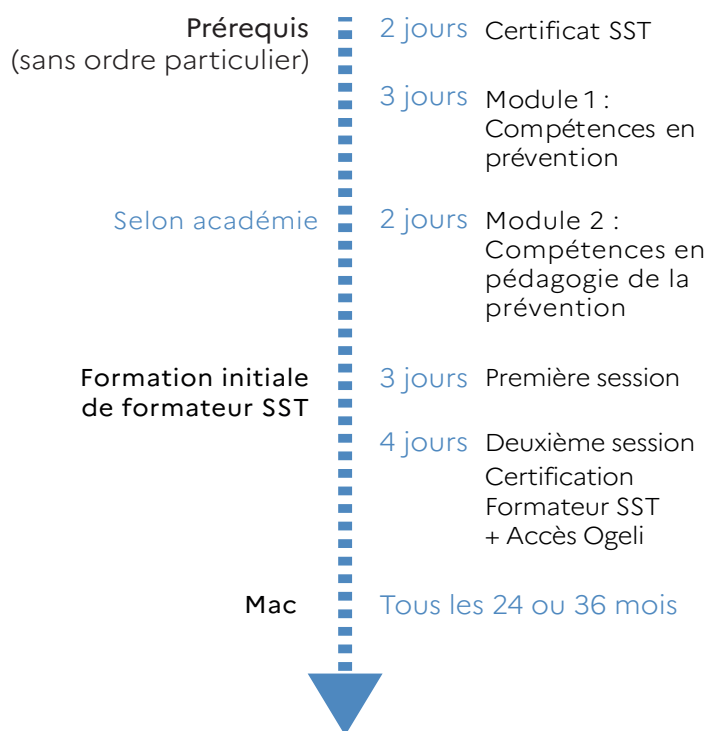 Prérequis
(sans ordre particulier)
2 jours Certificat SST
3 jours Module 1 :
Compétences en
prévention
Selon académie
2 jours Module 2 :
Compétences en
pédagogie de la
prévention
Formation initiale
de formateur SST
3 jours Première session
4 jours Deuxième session
Certification
Formateur SST
+ Accès Ogeli
Mac
Tous les 24 ou 36 mois